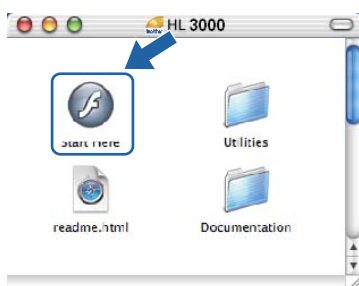 HL 3000
Start Here
Utilities
readme.html
Documentation